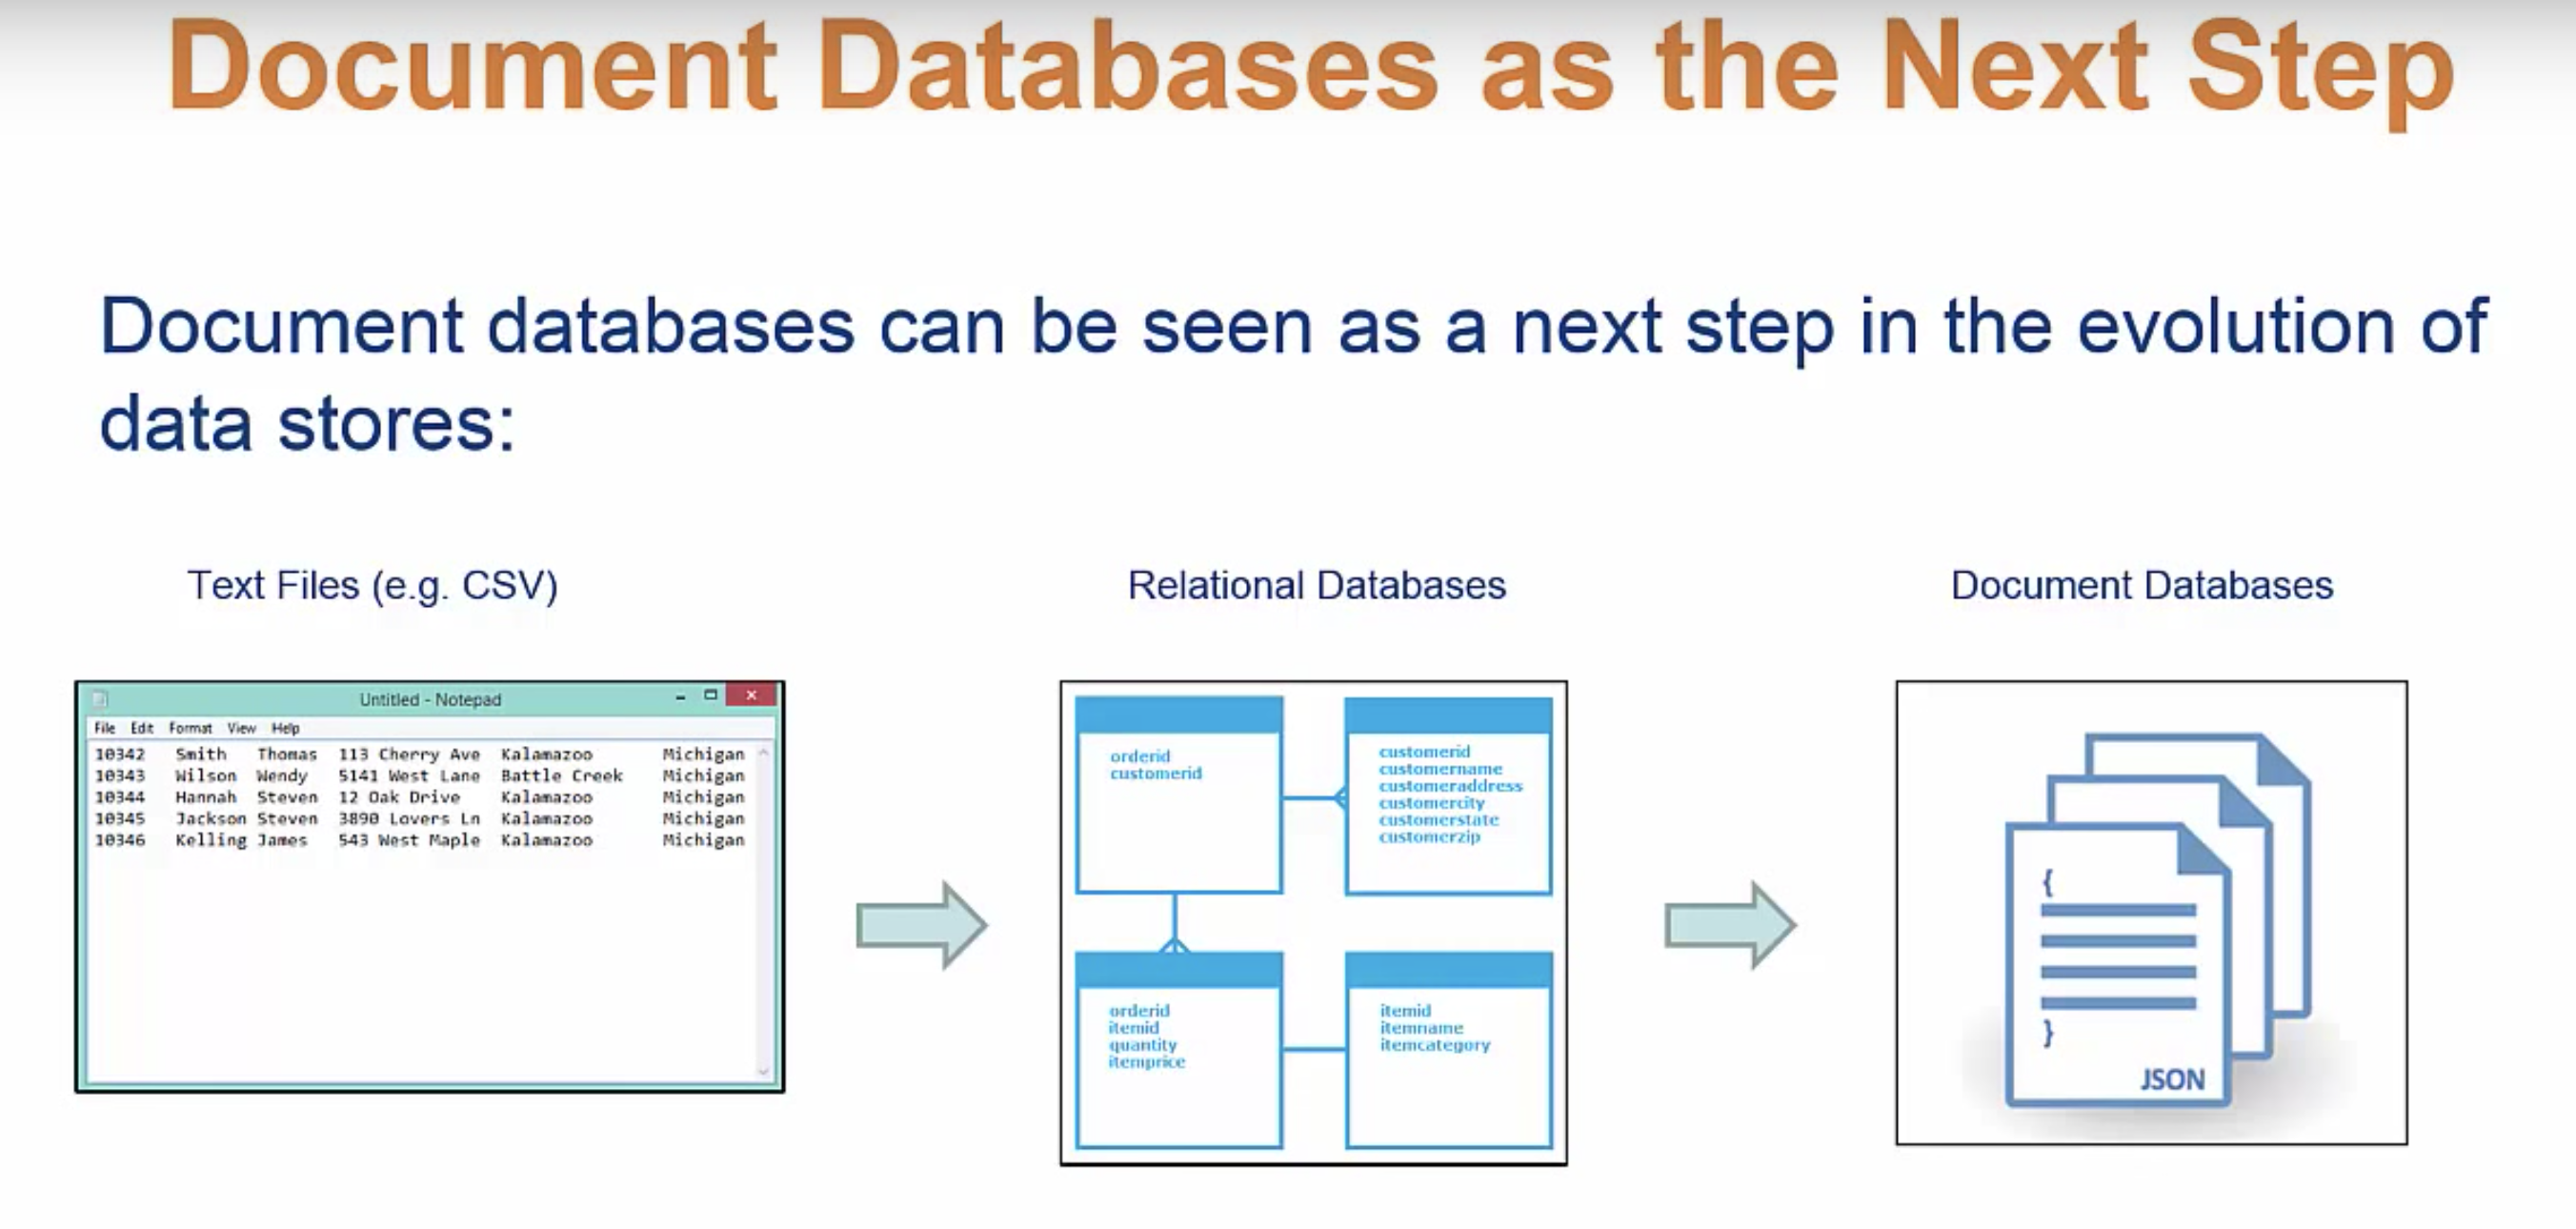 Document Databases as the Next Step
Document databases can be seen as a next step in the evolution of
data stores:
Text Files (e.g. CSV)
Untitled - Notepad
File Edit Format View Help
10342 Smith Thomas 113 Cherry Ave Kalamazoo Michigan
10343 Wilson Wendy 5141 West Lane Battle Creek Michigan
10344 Hannah Steven 12 Oak Drive Kalamazoo Michigan
10345 Jackson Steven 3890 Lovers Ln Kalamazoo Michigan
10346 Kelling James 543 West Maple Kalamazoo Michigan
Relational Databases
orderid
customerid
customerid
customername
customeraddress
customercity
customerstate
customerzip
orderid
itemid
quantity
itemprice
itemid
itemname
itemcategory
Document Databases
{
}
JSON